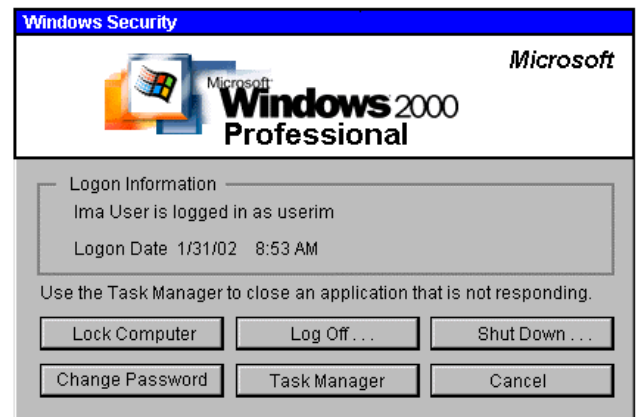 Windows Security
Microsoft
Microsoft
Windows 2000
Professional
Logon Information
Ima User is logged in as userim
Logon Date 1/31/02 8:53 AM
Use the Task Manager to close an application that is not responding.
Lock Computer
Log Off . . .
Shut Down . . .
Change Password
Task Manager
Cancel